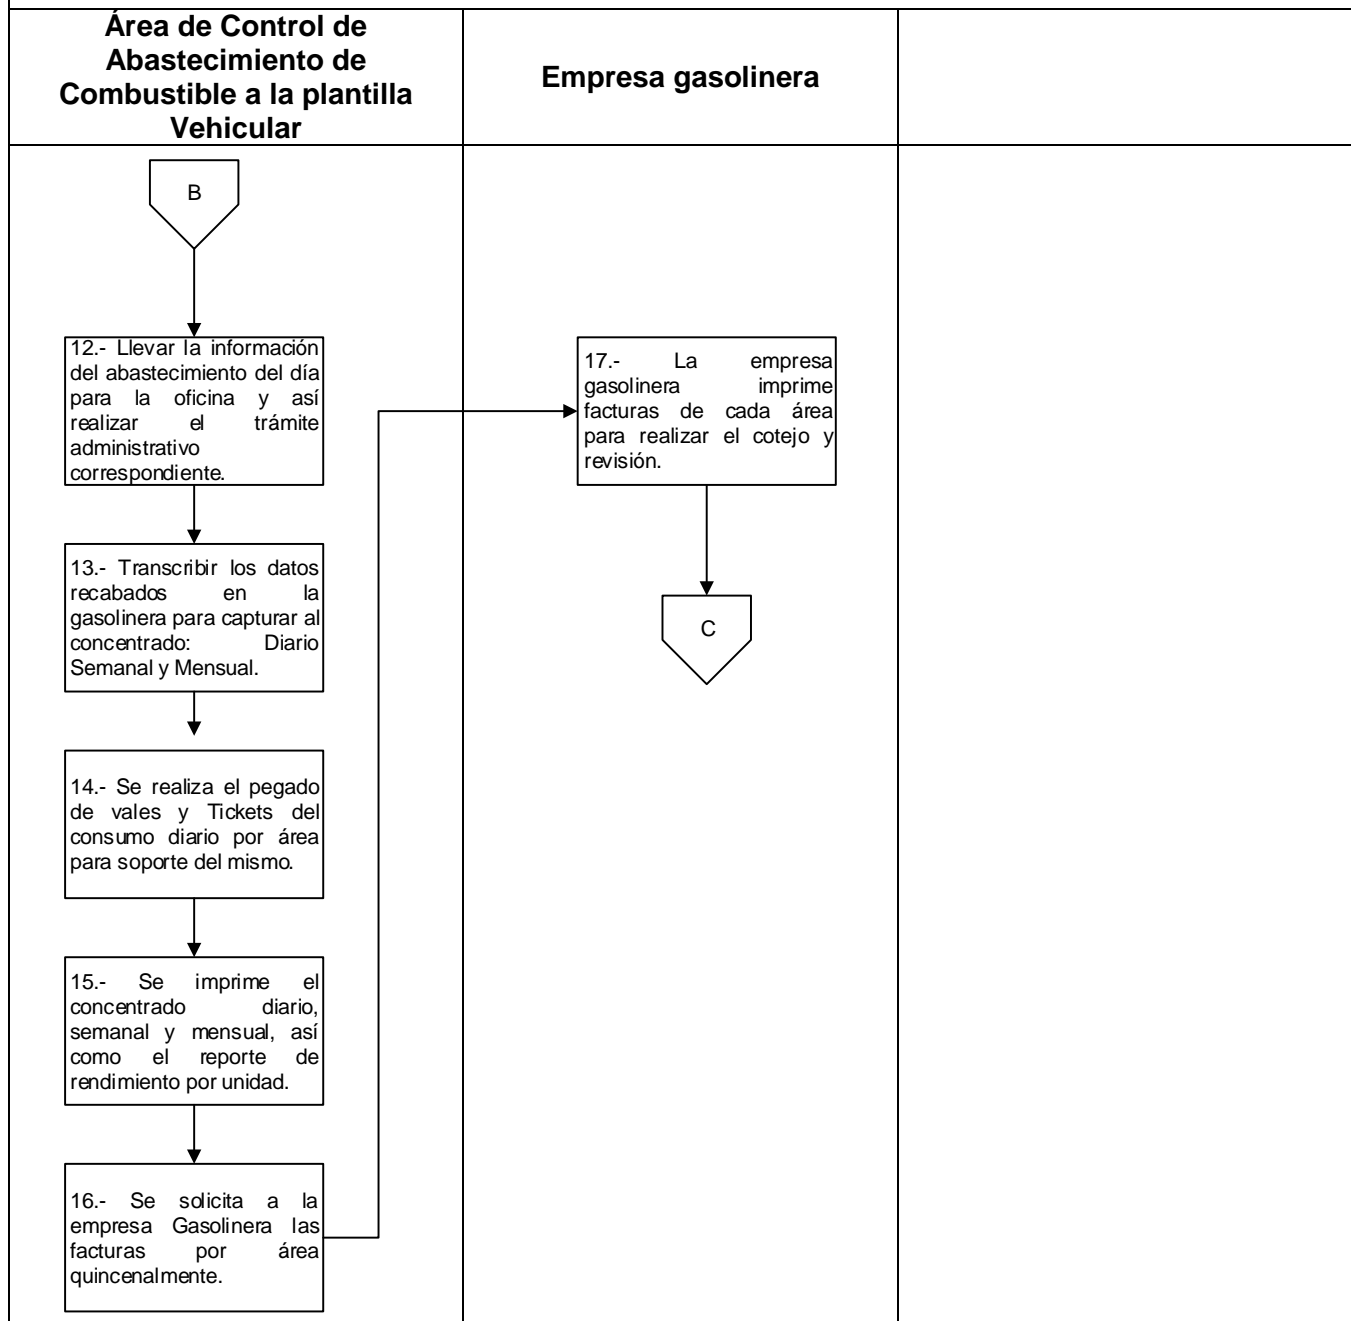 Área de Control de
Abastecimiento de
Combustible a la plantilla
Vehicular
Empresa gasolinera
B
12.- Llevar la información
del abastecimiento del día
para la oficina y así
realizar el trámite
administrativo
correspondiente.
13.- Transcribir los datos
recabados en la
gasolinera para capturar al
concentrado: Diario
Semanal y Mensual.
14.- Se realiza el pegado
de vales y Tickets del
consumo diario por área
para soporte del mismo.
15.- Se imprime el
concentrado diario,
semanal y mensual, así
como el reporte de
rendimiento por unidad.
16.- Se solicita a la
empresa Gasolinera las
facturas por área
quincenalmente.
17.- La empresa
gasolinera imprime
facturas de cada área
para realizar el cotejo y
revisión.
C